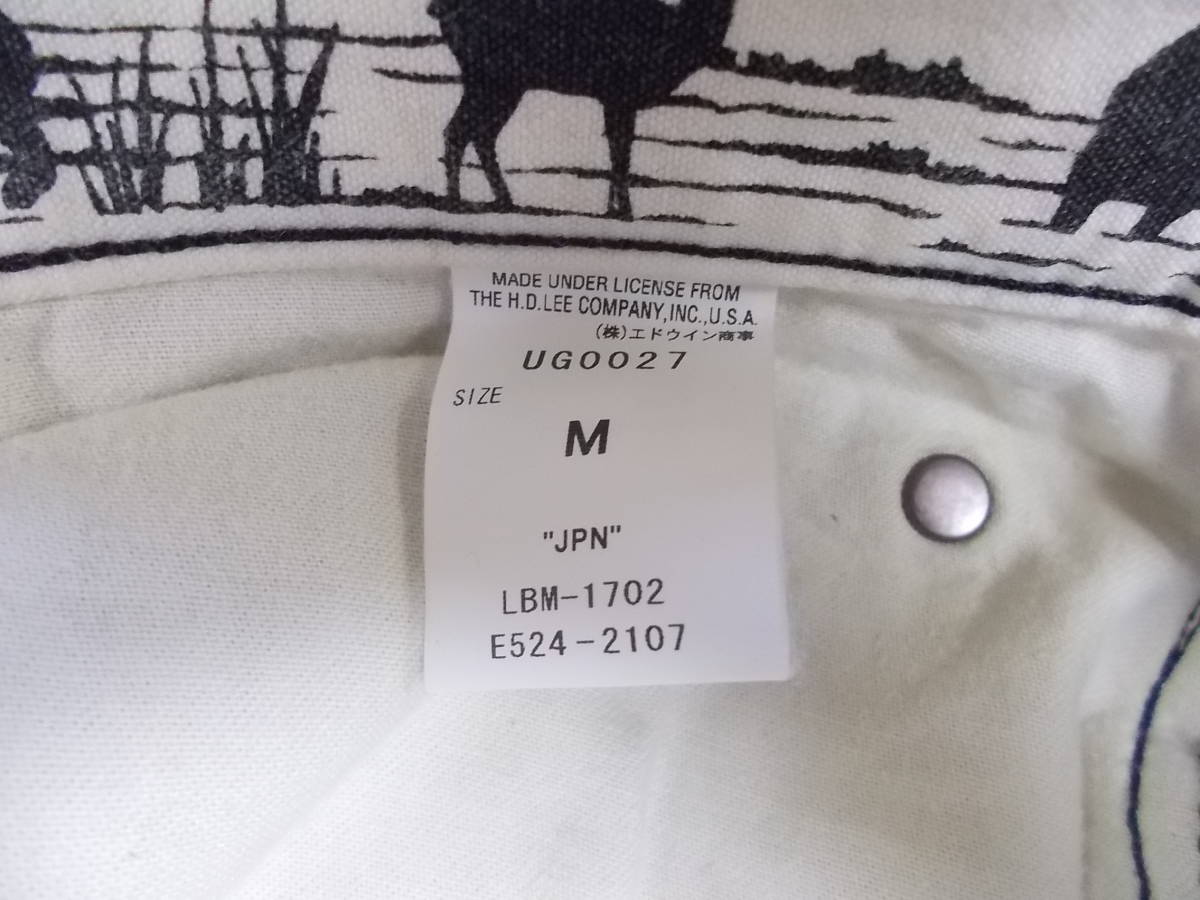 MADE UNDER LICENSE FROM
THE H.D.LEE COMPANY,INC.,U.S.A.
(株)エドウイン商事
UG0027
SIZE
M
"JPN"
LBM-1702
E524-2107